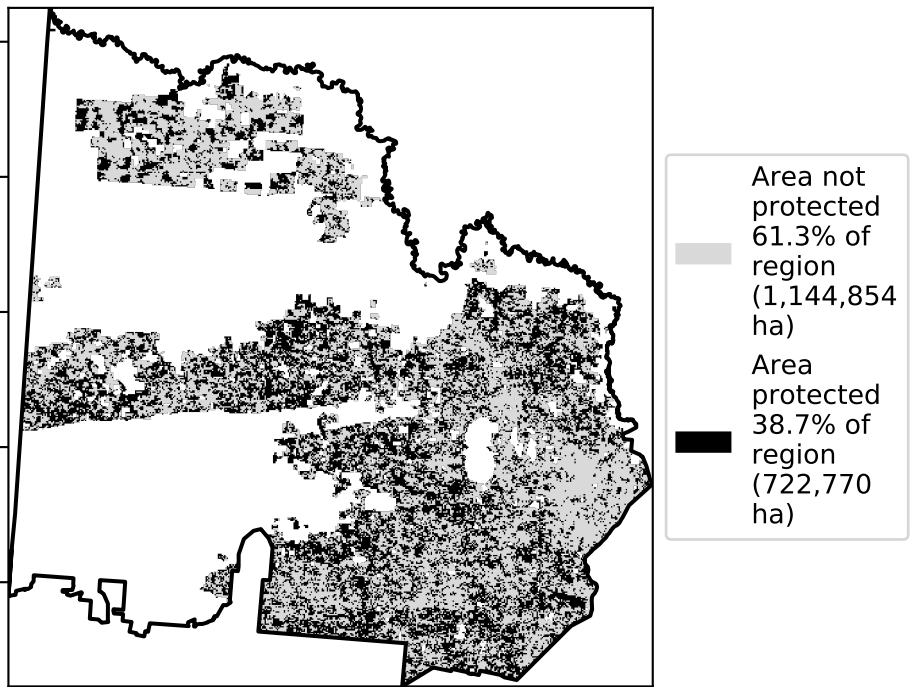 Area not
protected
61.3% of
region
(1,144,854
ha)
Area
protected
38.7% of
region
(722,770
ha)